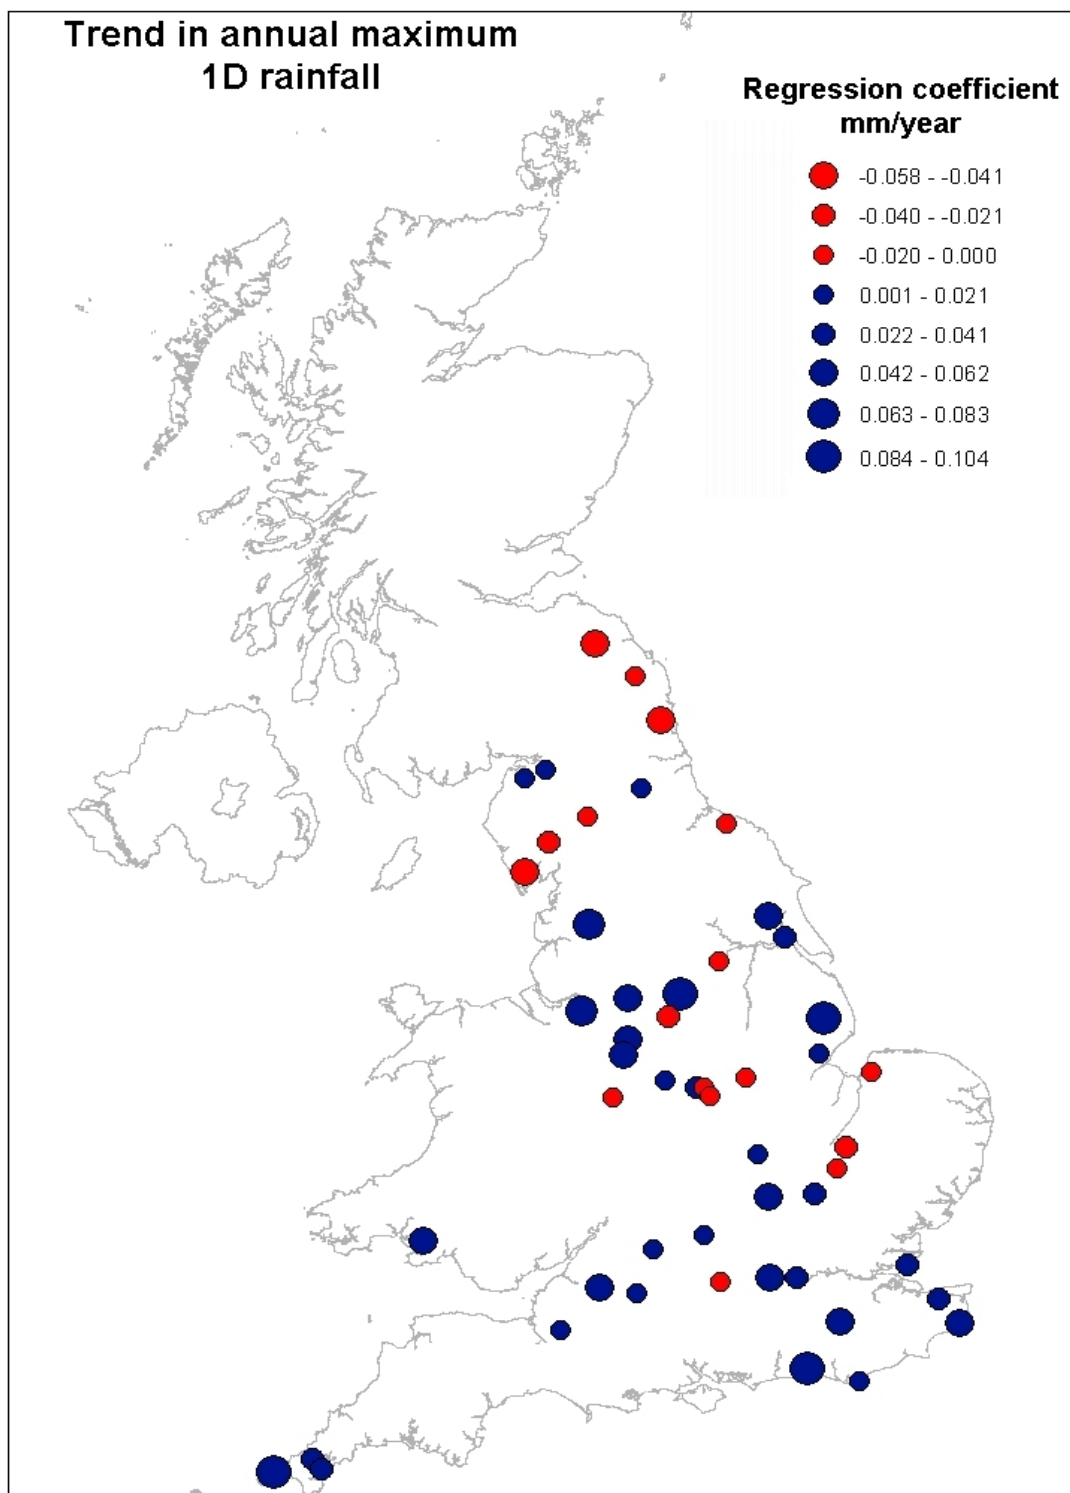 Trend in annual maximum
1D rainfall
Regression coefficient
mm/year
-0.058 - -0.041
-0.040 - -0.021
-0.020 - 0.000
0.001 - 0.021
0.022 - 0.041
0.042 - 0.062
0.063 - 0.083
0.084 - 0.104